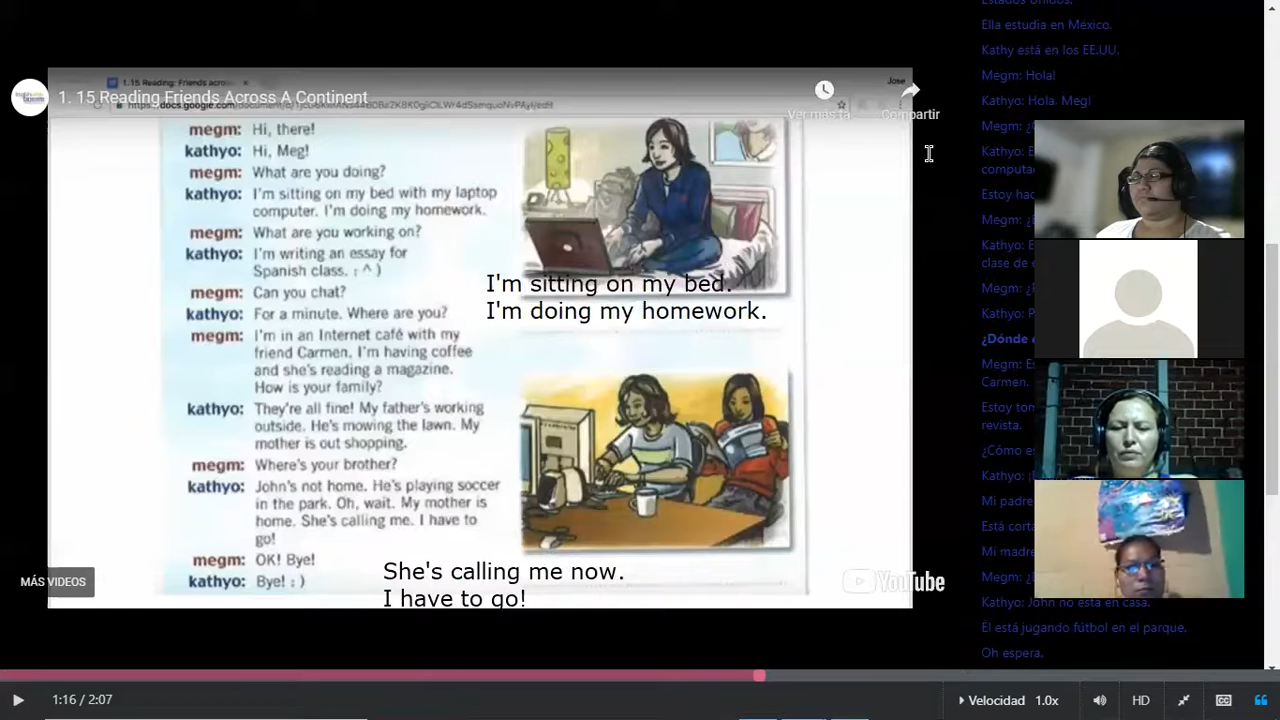 Estados Unidos.
Ella estudia en México.
Kathy está en los EE.UU.
Megm: Hola!
Kathyo: Hola, Meg!
Megm:
Kathyo:
Estoy
Megm:
Kathyo:
clase de
Megm:
Kathyo:
¿Dónde
Megm:
Carmen.
Estoy
revista.
¿Cómo
Kathyo:
Mi padre
Está
Mi madre
Megm:
Kathyo: John no está en casa.
Él está jugando fútbol en el parque.
Oh espera.
Jose
1. 15 Reading Friends Across A Continent
Compartir
megm: Hi, there!
kathyo: Hi, Meg!
megm: What are you doing?
kathyo: I'm sitting on my bed with my laptop
computer. I'm doing my homework.
megm: What are you working on?
kathyo: I'm writing an essay for
Spanish class. : ^ )
megm: Can you chat?
kathyo: For a minute. Where are you?
megm: I'm in an Internet café with my
friend Carmen. I'm having coffee
and she's reading a magazine.
How is your family?
kathyo: They're all fine! My father's working
outside. He's mowing the lawn. My
mother is out shopping.
megm: Where's your brother?
kathyo: John's not home. He's playing soccer
in the park. Oh, wait. My mother is
home. She's calling me. I have to
go!
megm: OK! Bye!
kathyo: Bye! : )
I'm sitting on my bed.
I'm doing my homework.
She's calling me now.
I have to go!
MÁS VIDEOS
YouTube
1:16 / 2:07
Velocidad 1.0x
HD